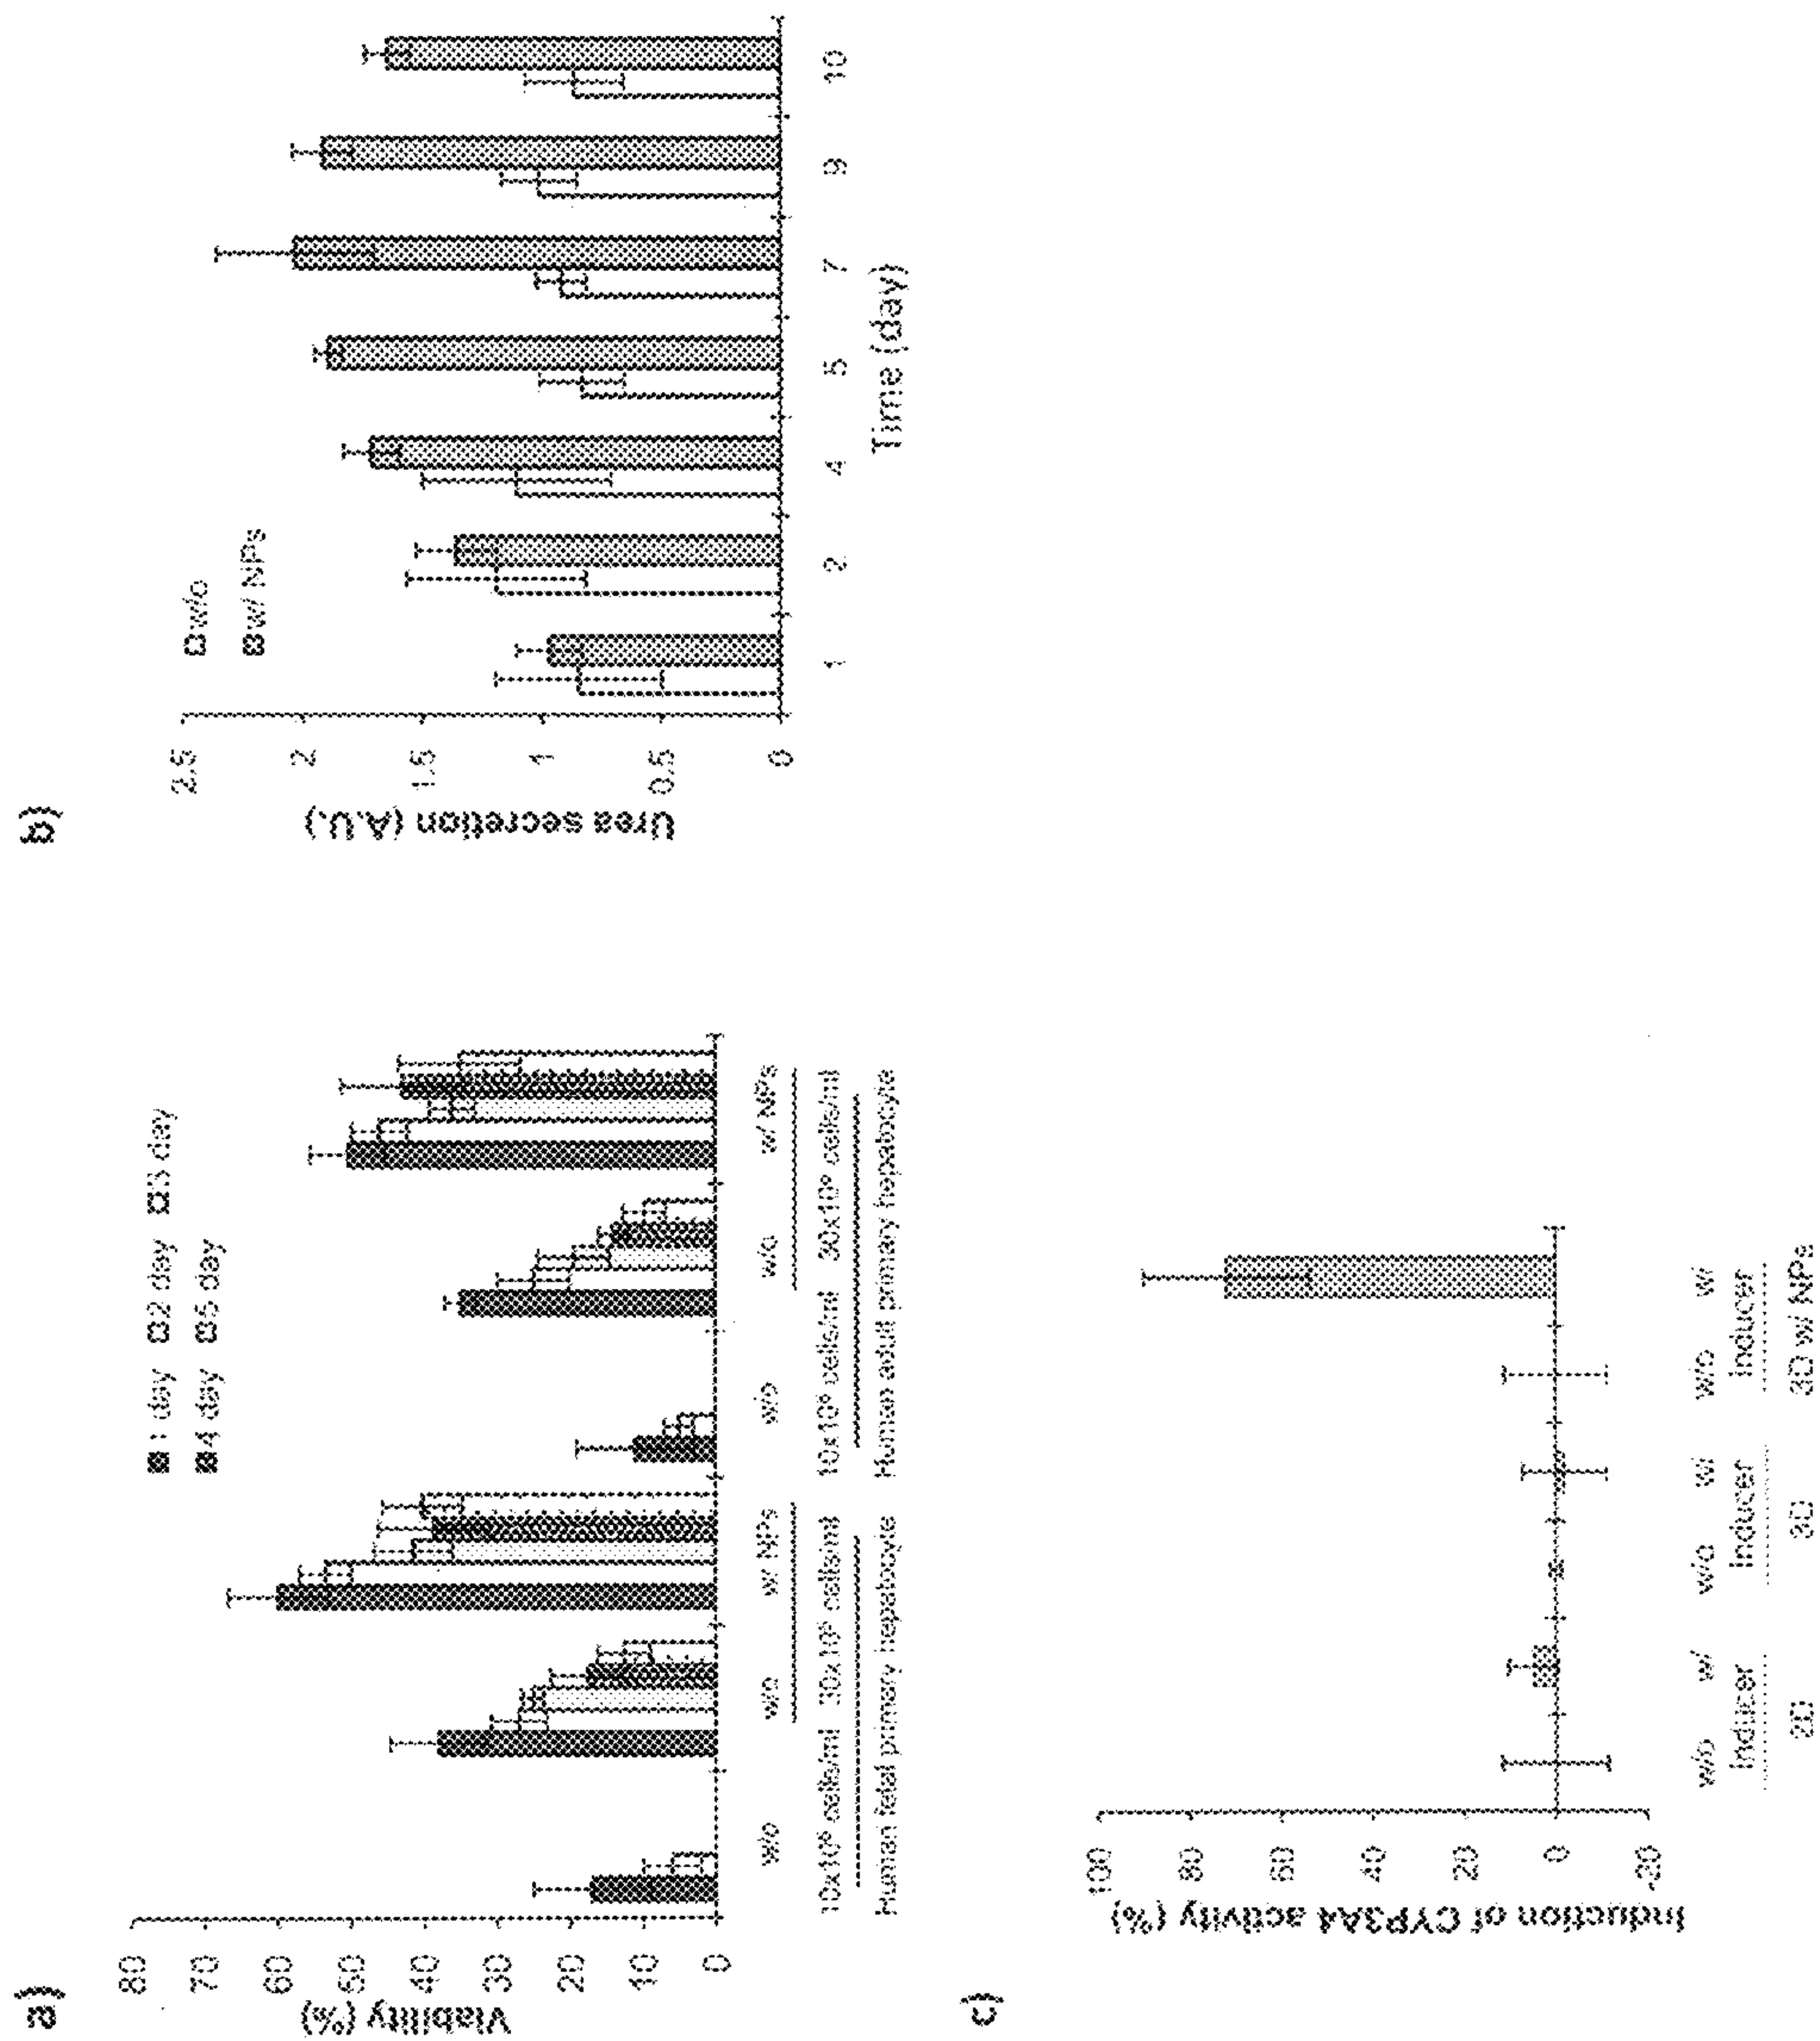 a)
Viability (%)
80
70
60
50
40
30
20
10
0
1 day 2 day 3 day
4 day 5 day
w/o w/o w/ NPs w/o w/o w/ NPs
10x10⁶ cells/ml 30x10⁶ cells/ml 10x10⁶ cells/ml 30x10⁶ cells/ml
Human fetal primary hepatocyte Human adult primary hepatocyte
b)
Urea secretion (A.U.)
2.5
2
1.5
1
0.5
0
w/o
w/ NPs
1 2 4 5 7 9 10
Time (day)
c)
Induction of CYP3A4 activity (%)
100
80
60
40
20
0
-20
w/o w/ w/o w/ w/o w/
Inducer Inducer Inducer
2D 3D 3D w/ NPs